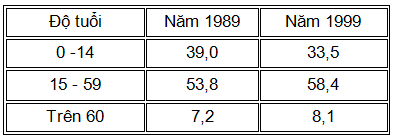 Độ tuổi Năm 1989 Năm 1999
0 -14 39,0 33,5
15 - 59 53,8 58,4
Trên 60 7,2 8,1